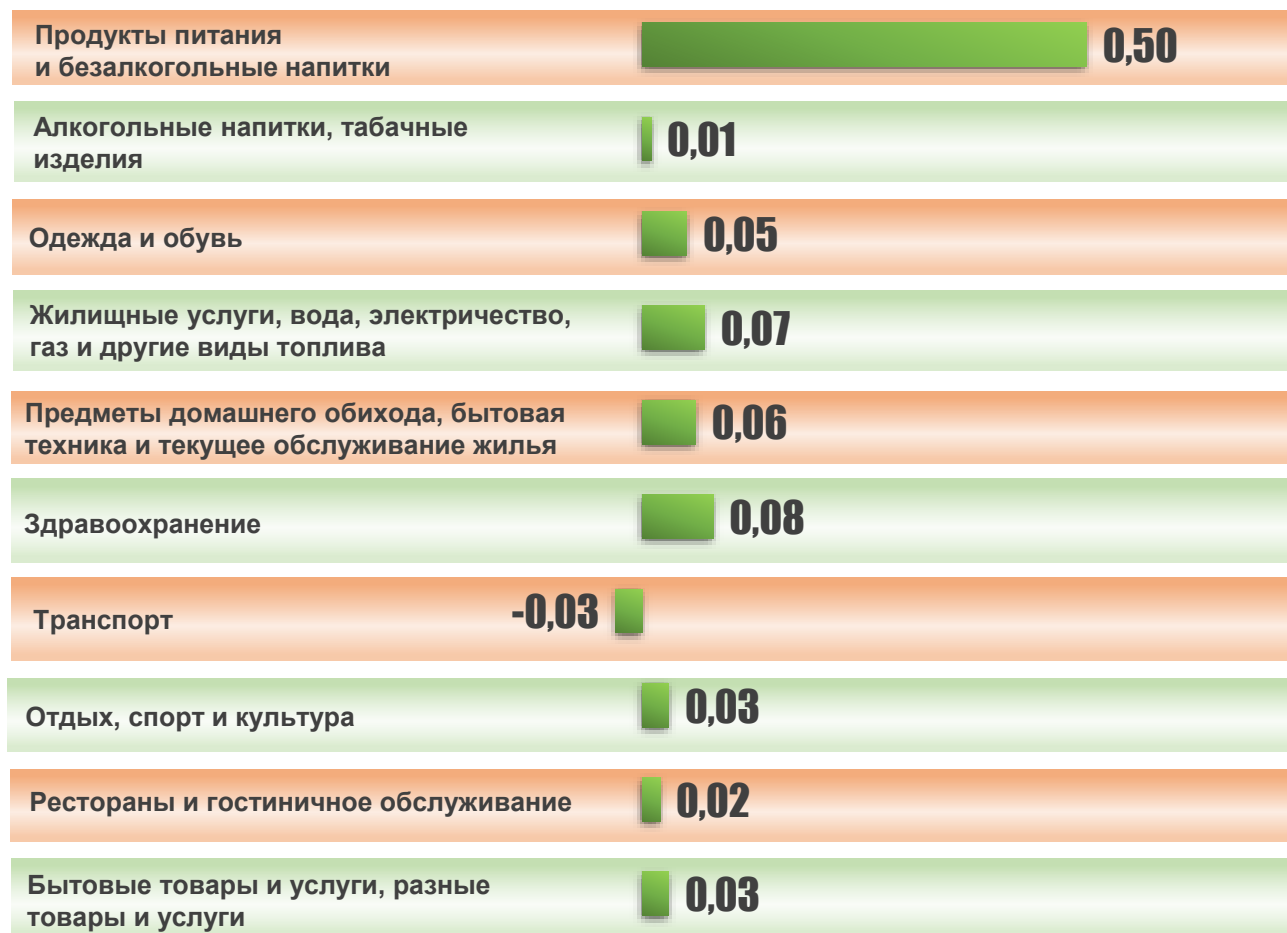 Продукты питания
и безалкогольные напитки
0,50
Алкогольные напитки, табачные
изделия
0,01
Одежда и обувь
0,05
Жилищные услуги, вода, электричество,
газ и другие виды топлива
0,07
Предметы домашнего обихода, бытовая
техника и текущее обслуживание жилья
0,06
Здравоохранение
0,08
Транспорт
-0,03
Отдых, спорт и культура
0,03
Рестораны и гостиничное обслуживание
0,02
Бытовые товары и услуги, разные
товары и услуги
0,03